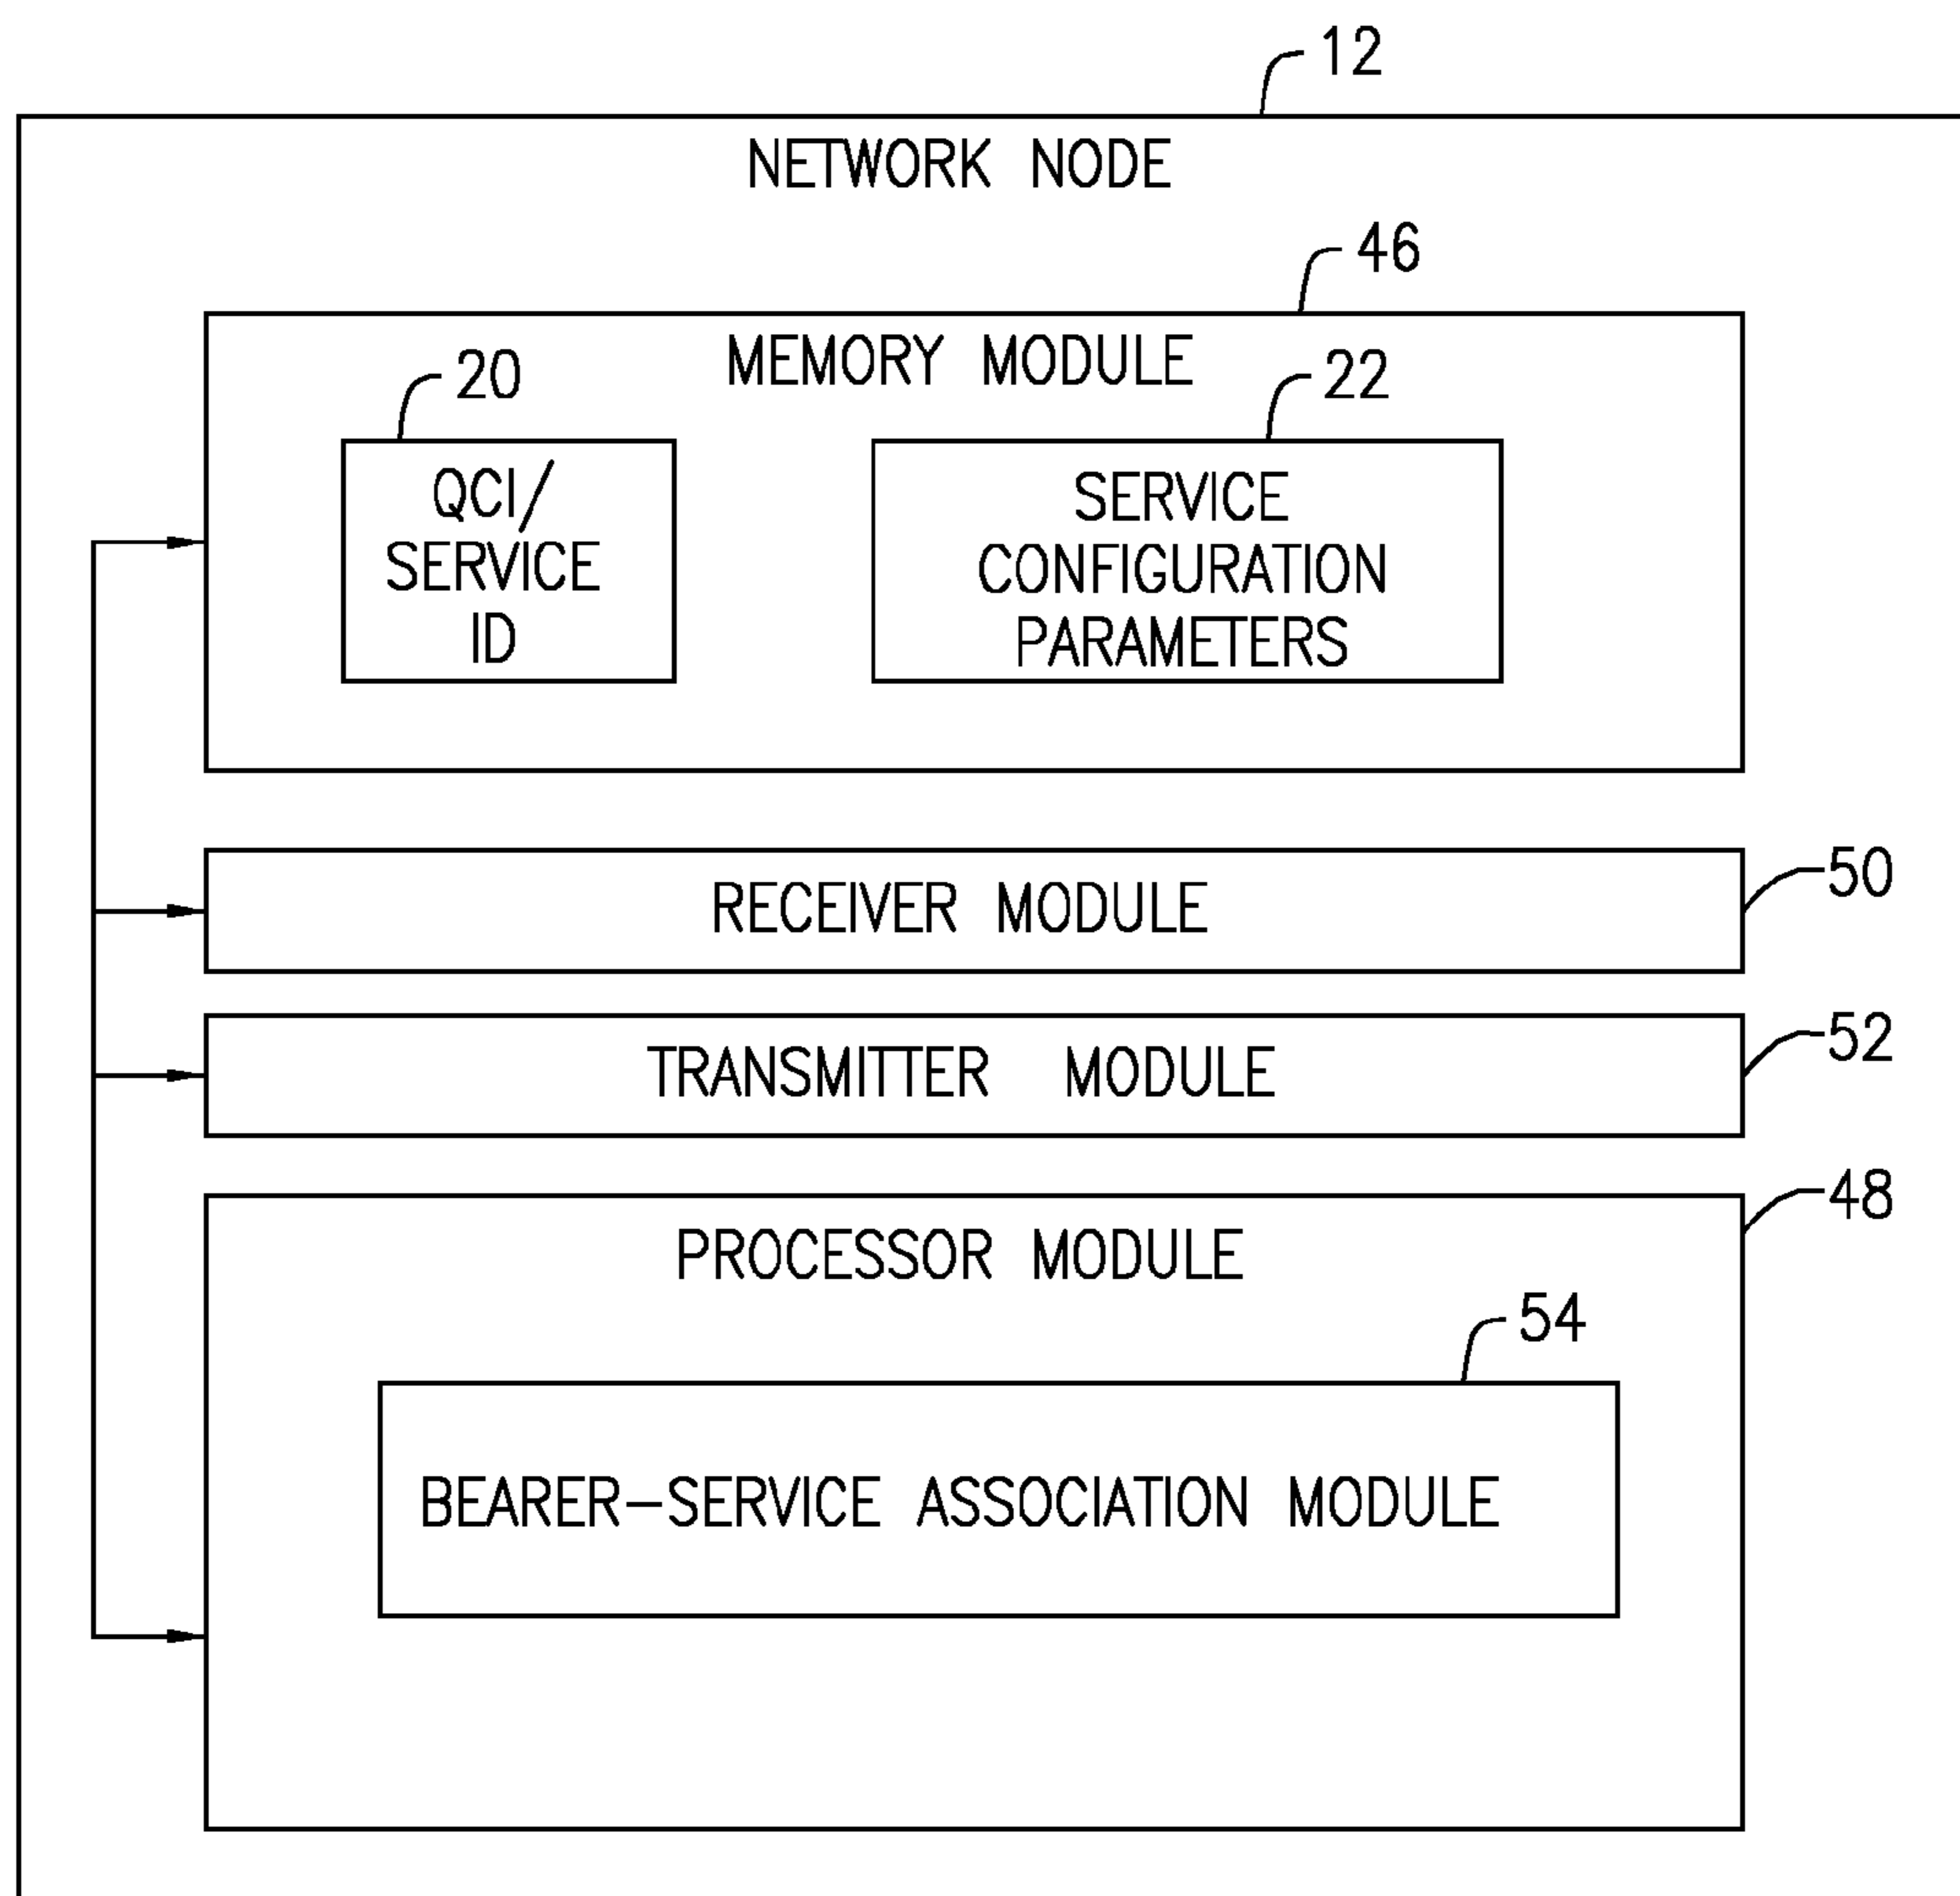 12
NETWORK NODE
46
MEMORY MODULE
20
22
QCI/
SERVICE
ID
SERVICE
CONFIGURATION
PARAMETERS
RECEIVER MODULE
50
TRANSMITTER MODULE
52
48
PROCESSOR MODULE
54
BEARER-SERVICE ASSOCIATION MODULE